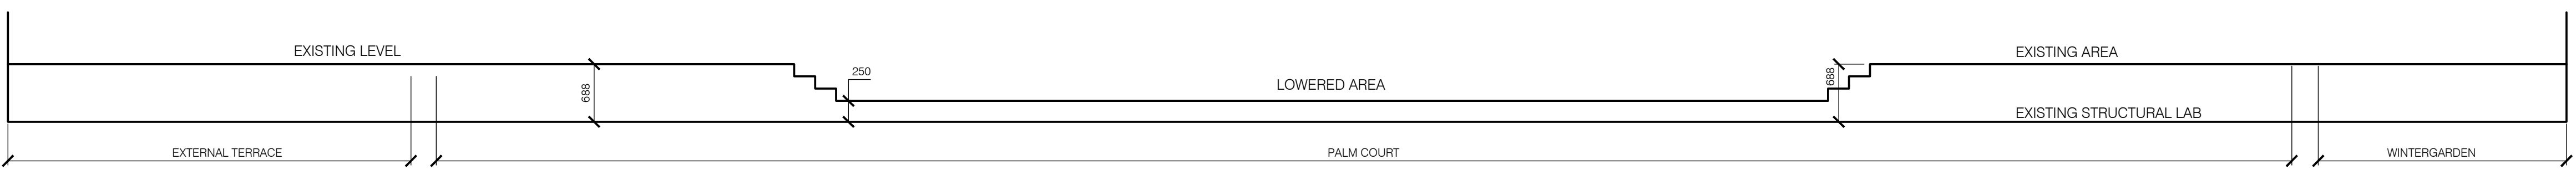 EXISTING LEVEL
EXISTING AREA
250
LOWERED AREA
688
688
EXISTING STRUCTURAL LAB
EXTERNAL TERRACE
PALM COURT
WINTERGARDEN